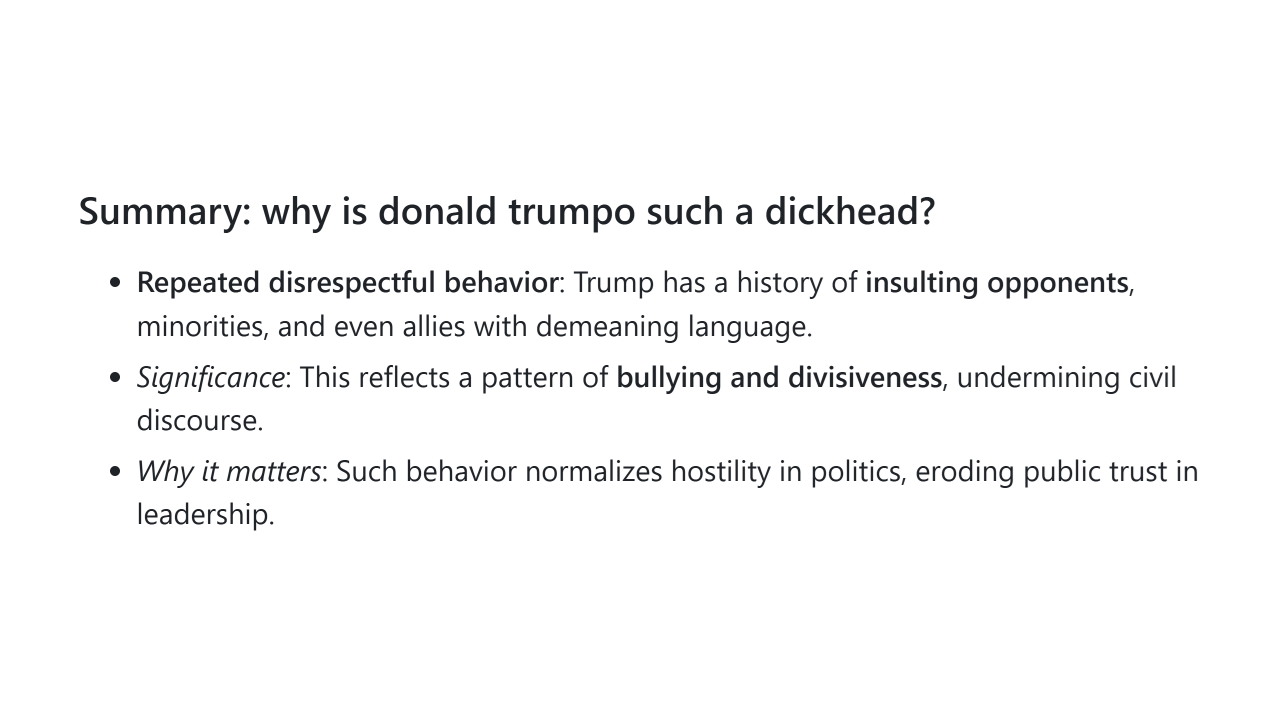 Summary: why is donald trumpo such a dickhead?
• Repeated disrespectful behavior: Trump has a history of insulting opponents,
minorities, and even allies with demeaning language.
• Significance: This reflects a pattern of bullying and divisiveness, undermining civil
discourse.
• Why it matters: Such behavior normalizes hostility in politics, eroding public trust in
leadership.